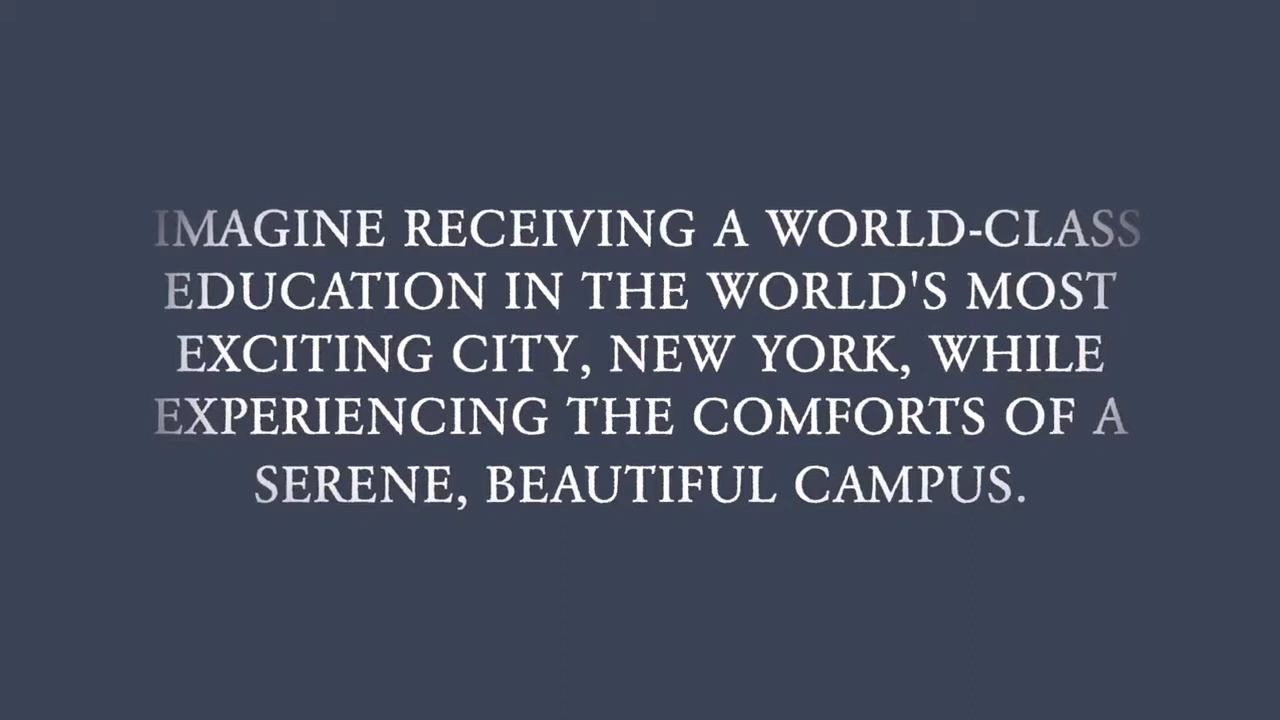 IMAGINE RECEIVING A WORLD-CLASS
EDUCATION IN THE WORLD'S MOST
EXCITING CITY, NEW YORK, WHILE
EXPERIENCING THE COMFORTS OF A
SERENE, BEAUTIFUL CAMPUS.